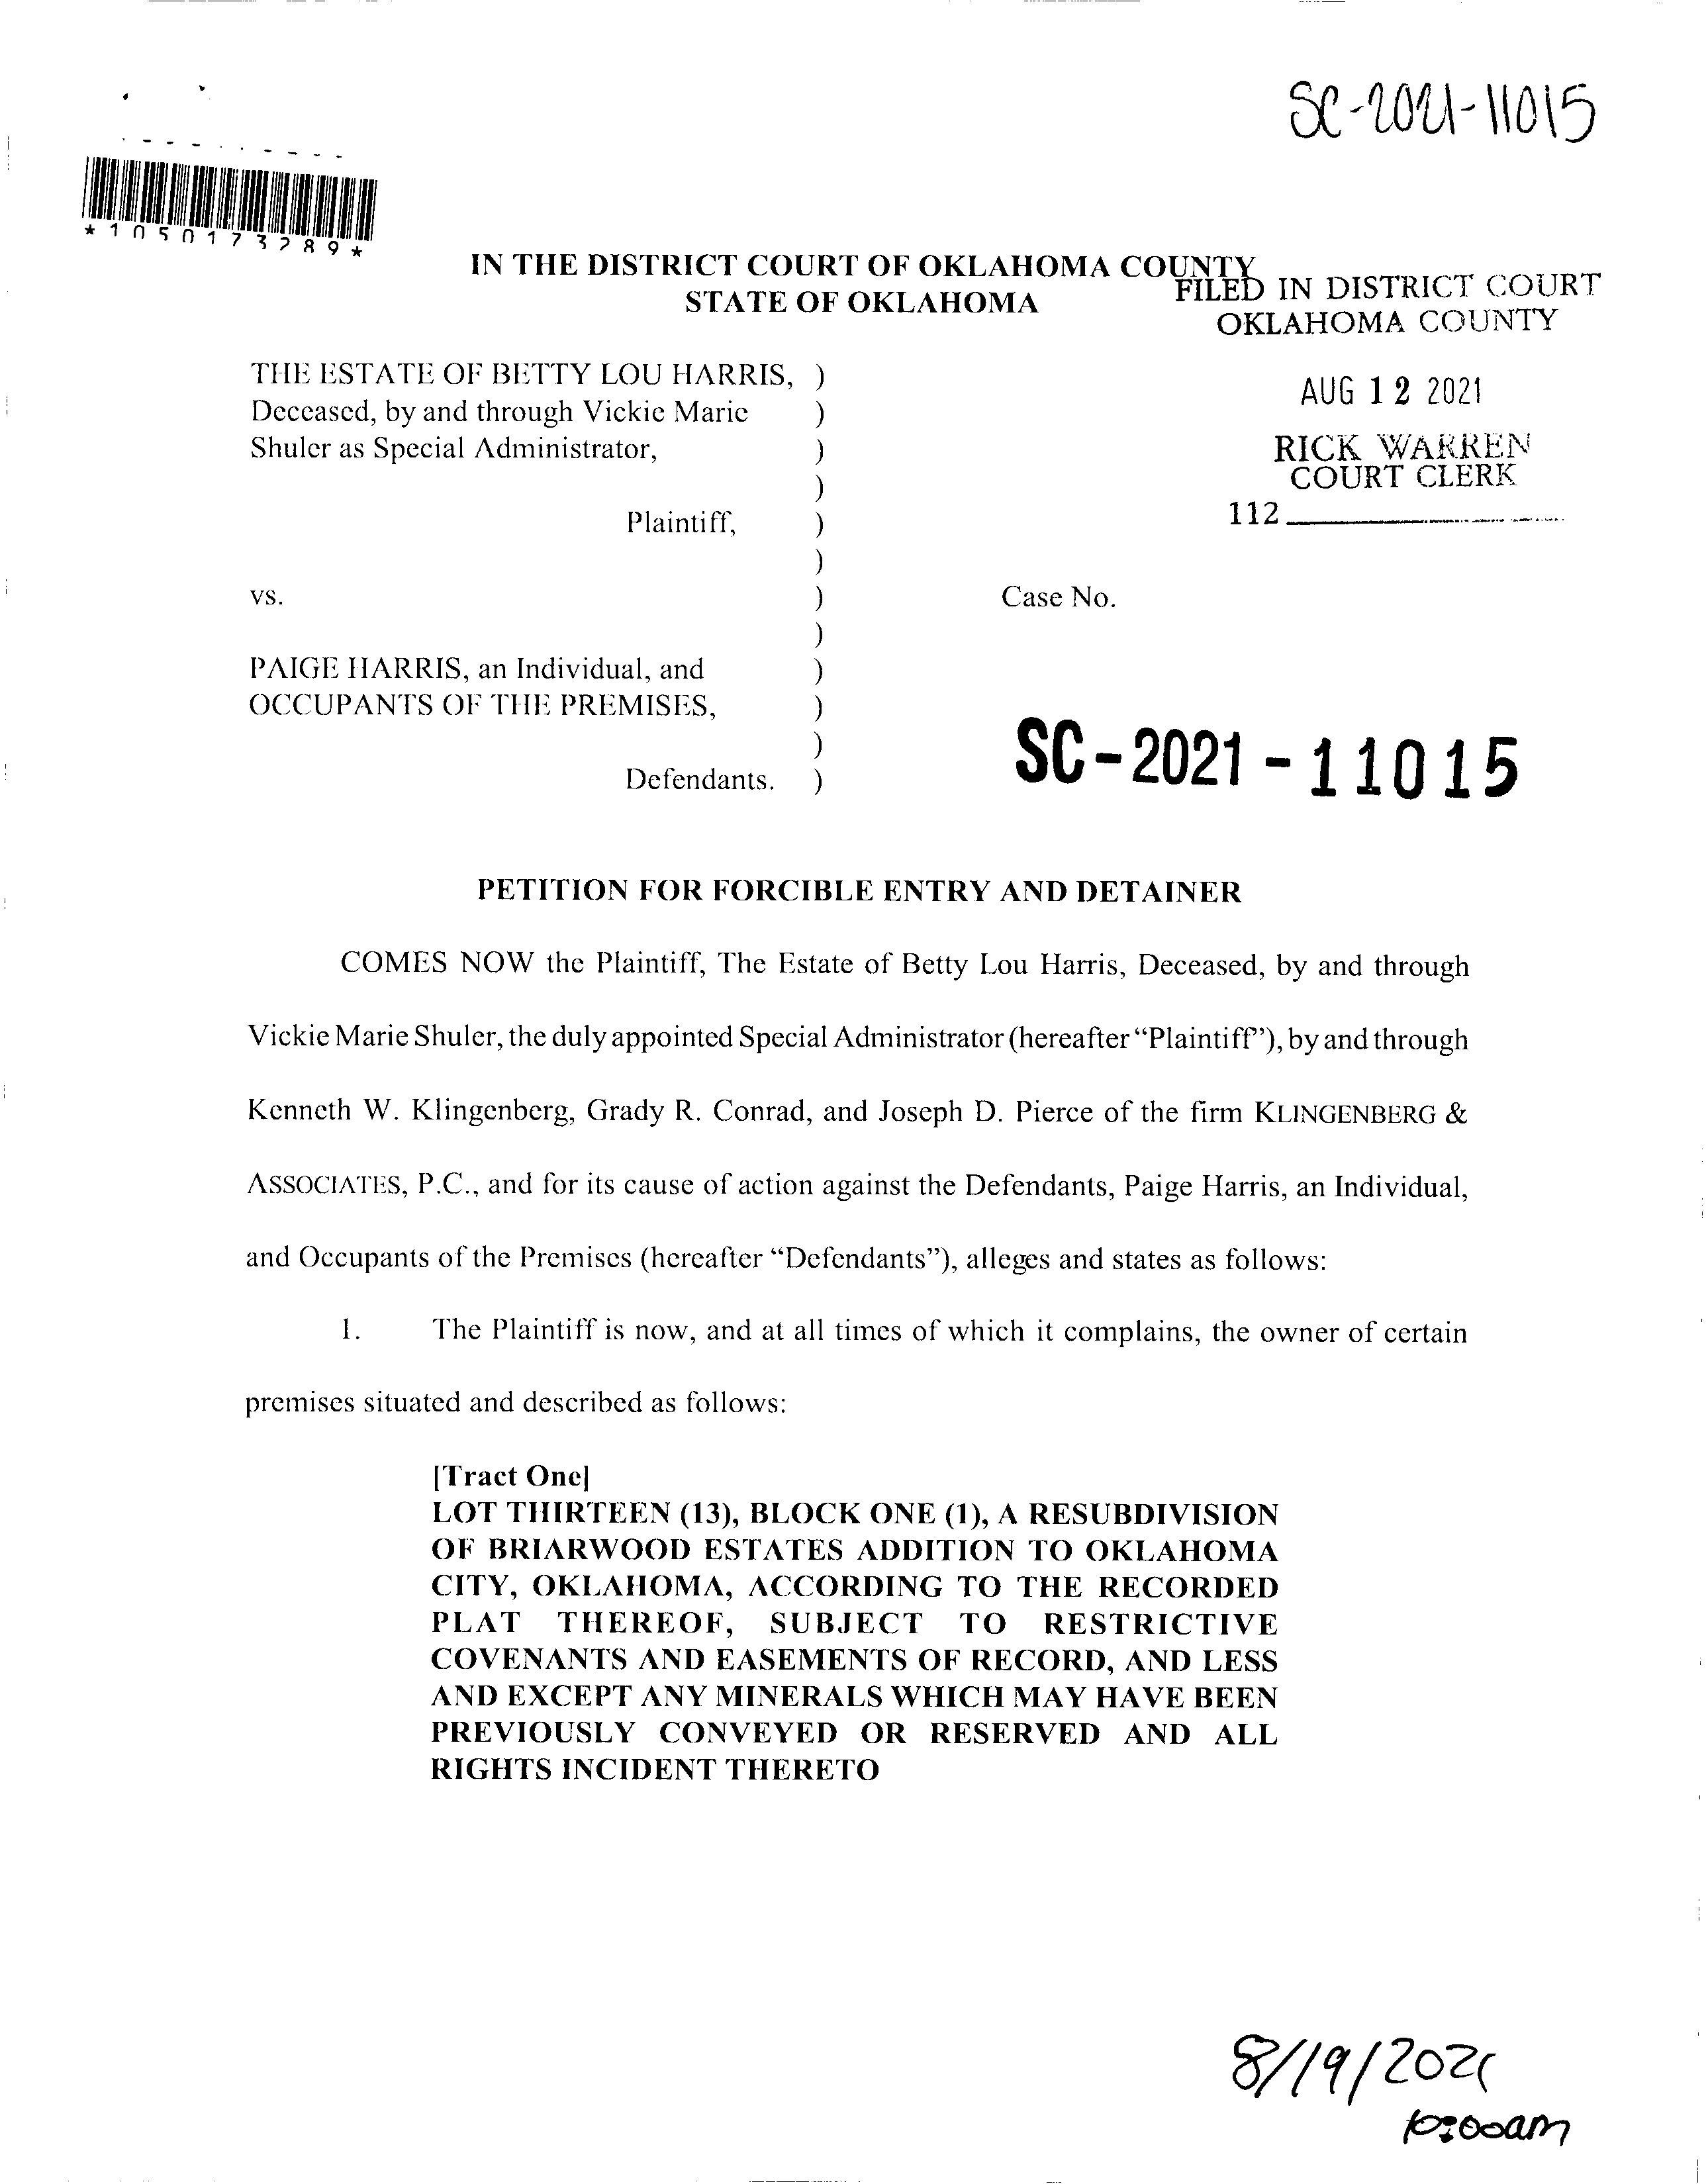 SC-2021-11015
*1050173289*
IN THE DISTRICT COURT OF OKLAHOMA COUNTY
STATE OF OKLAHOMA
FILED IN DISTRICT COURT
OKLAHOMA COUNTY
AUG 12 2021
RICK WARREN
COURT CLERK
112
THE ESTATE OF BETTY LOU HARRIS, )
Deceased, by and through Vickie Marie )
Shuler as Special Administrator, )
)
Plaintiff, )
)
vs. ) Case No.
)
PAIGE HARRIS, an Individual, and )
OCCUPANTS OF THE PREMISES, )
)
Defendants. )
SC-2021-11015
PETITION FOR FORCIBLE ENTRY AND DETAINER
COMES NOW the Plaintiff, The Estate of Betty Lou Harris, Deceased, by and through
Vickie Marie Shuler, the duly appointed Special Administrator (hereafter “Plaintiff”), by and through
Kenneth W. Klingenberg, Grady R. Conrad, and Joseph D. Pierce of the firm KLINGENBERG &
ASSOCIATES, P.C., and for its cause of action against the Defendants, Paige Harris, an Individual,
and Occupants of the Premises (hereafter “Defendants”), alleges and states as follows:
1. The Plaintiff is now, and at all times of which it complains, the owner of certain
premises situated and described as follows:
[Tract One]
LOT THIRTEEN (13), BLOCK ONE (1), A RESUBDIVISION
OF BRIARWOOD ESTATES ADDITION TO OKLAHOMA
CITY, OKLAHOMA, ACCORDING TO THE RECORDED
PLAT THEREOF, SUBJECT TO RESTRICTIVE
COVENANTS AND EASEMENTS OF RECORD, AND LESS
AND EXCEPT ANY MINERALS WHICH MAY HAVE BEEN
PREVIOUSLY CONVEYED OR RESERVED AND ALL
RIGHTS INCIDENT THERETO
8/19/2021
10:00am